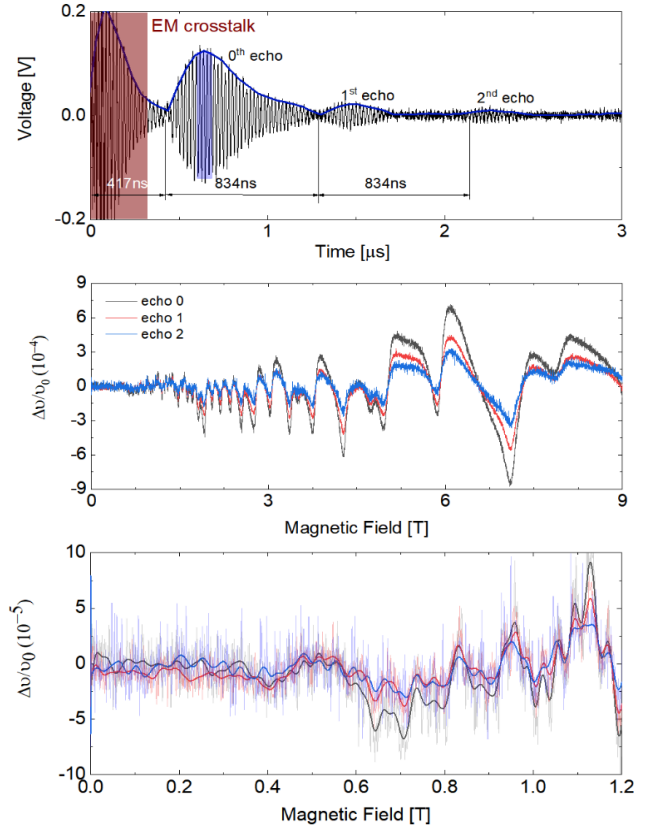 EM crosstalk
0.2
0.0
-0.2
Voltage [V]
0th echo
1st echo
2nd echo
417ns
834ns
834ns
0
1
2
3
Time [μs]
9
6
3
0
-3
-6
-9
Δυ/υ0 (10-4)
echo 0
echo 1
echo 2
0
3
6
9
Magnetic Field [T]
10
5
0
-5
-10
Δυ/υ0 (10−5)
0.0
0.2
0.4
0.6
0.8
1.0
1.2
Magnetic Field [T]